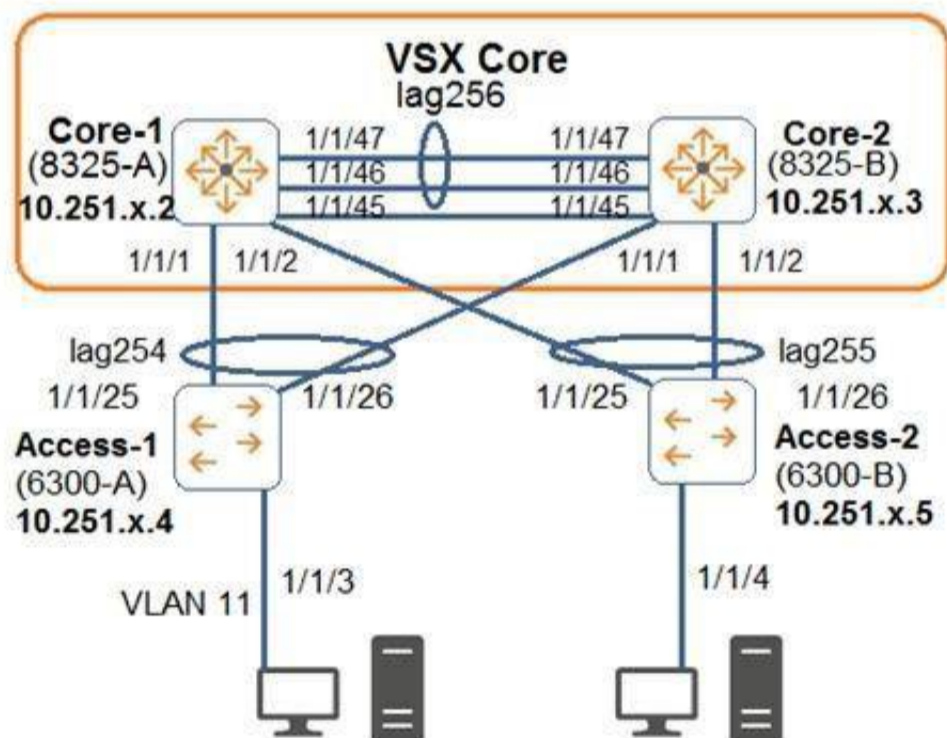 VSX Core
lag256
Core-1
(8325-A)
10.251.x.2
1/1/47
1/1/46
1/1/45
1/1/47
1/1/46
1/1/45
Core-2
(8325-B)
10.251.x.3
1/1/1
1/1/2
1/1/1
1/1/2
lag254
lag255
1/1/25
1/1/26
1/1/25
1/1/26
Access-1
(6300-A)
10.251.x.4
Access-2
(6300-B)
10.251.x.5
VLAN 11
1/1/3
1/1/4